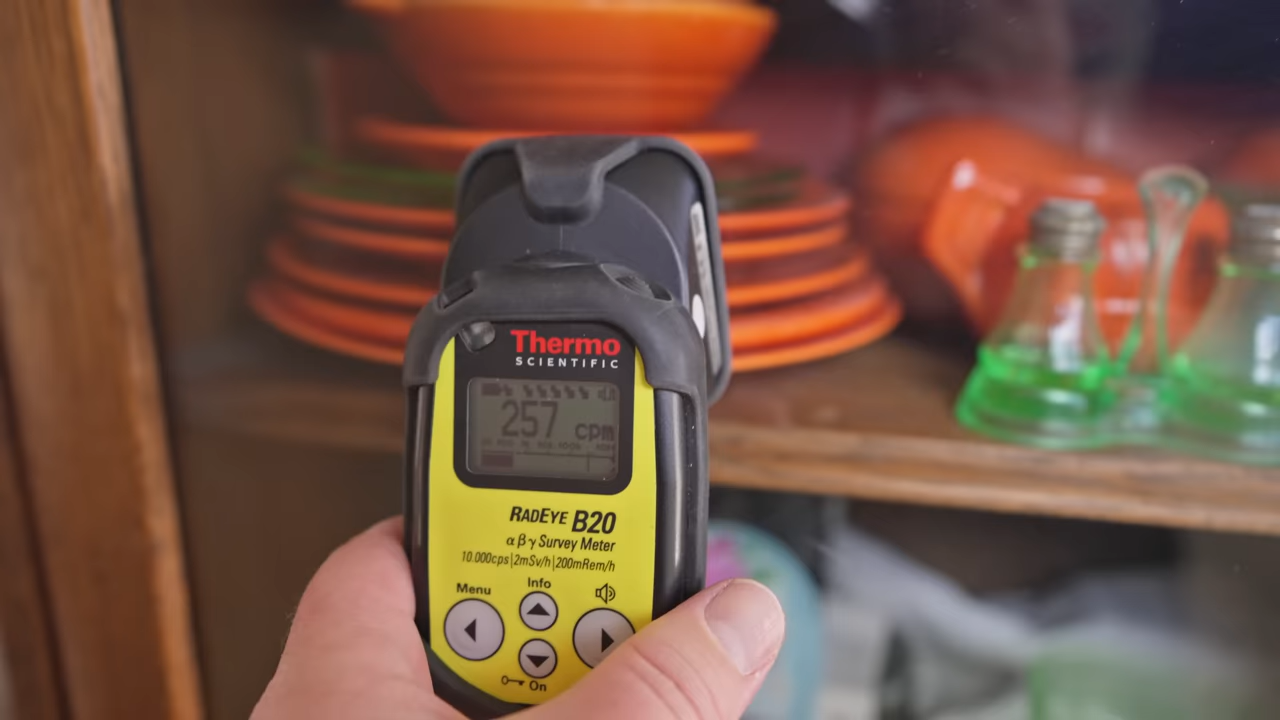 Thermo
SCIENTIFIC
257 cpm
RADEYE B20
α β γ Survey Meter
10.000cps|2mSv/h|200mRem/h
Menu
Info
On